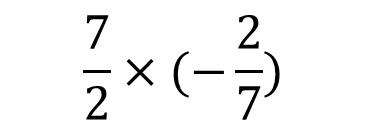 7/2 × (− 2/7)